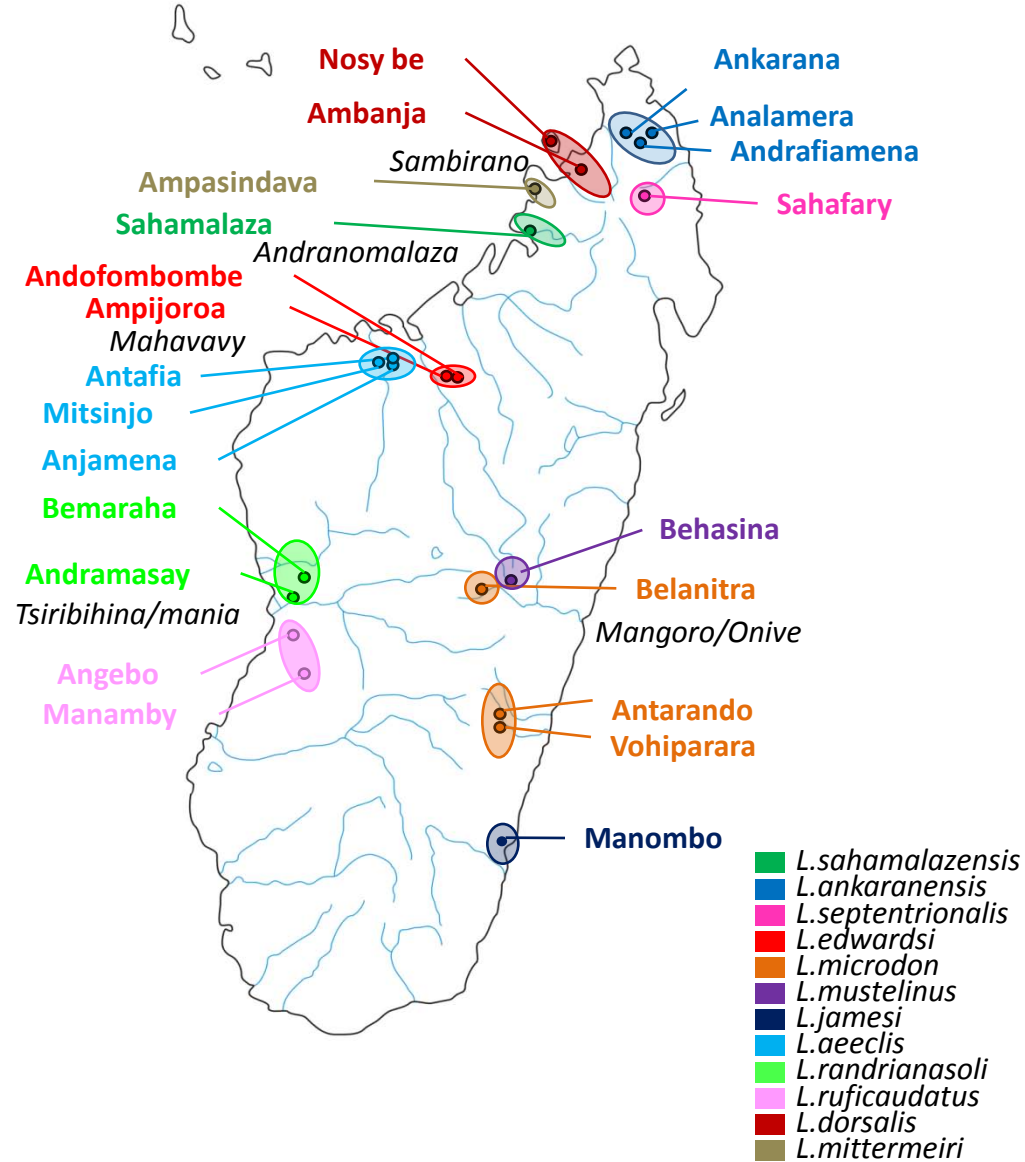 Nosy be
Ankarana
Ambanja
Analamera
Andrafiamena
Sambirano
Ampasindava
Sahafary
Sahamalaza
Andranomalaza
Andofombombe
Ampijoroa
Mahavavy
Antafia
Mitsinjo
Anjamena
Bemaraha
Behasina
Andramasay
Belanitra
Tsiribihina/mania
Mangoro/Onive
Angebo
Manamby
Antarando
Vohiparara
Manombo
L.sahamalazensis
L.ankaranensis
L.septentrionalis
L.edwardsi
L.microdon
L.mustelinus
L.jamesi
L.aeeclis
L.randrianasoli
L.ruficaudatus
L.dorsalis
L.mittermeiri